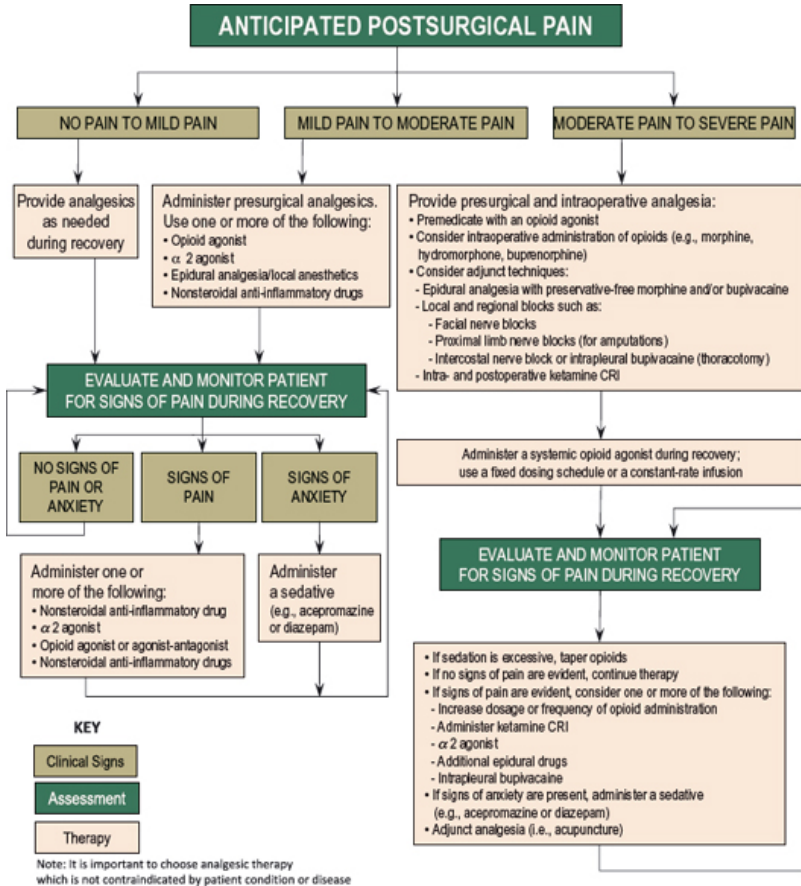 ANTICIPATED POSTSURGICAL PAIN
NO PAIN TO MILD PAIN
MILD PAIN TO MODERATE PAIN
MODERATE PAIN TO SEVERE PAIN
Provide analgesics
as needed
during recovery
Administer presurgical analgesics.
Use one or more of the following:
• Opioid agonist
• α 2 agonist
• Epidural analgesia/local anesthetics
• Nonsteroidal anti-inflammatory drugs
Provide presurgical and intraoperative analgesia:
• Premedicate with an opioid agonist
• Consider intraoperative administration of opioids (e.g., morphine,
hydromorphone, buprenorphine)
• Consider adjunct techniques:
- Epidural analgesia with preservative-free morphine and/or bupivacaine
- Local and regional blocks such as:
- Facial nerve blocks
- Proximal limb nerve blocks (for amputations)
- Intercostal nerve block or intrapleural bupivacaine (thoracotomy)
- Intra- and postoperative ketamine CRI
EVALUATE AND MONITOR PATIENT
FOR SIGNS OF PAIN DURING RECOVERY
NO SIGNS OF
PAIN OR
ANXIETY
SIGNS OF
PAIN
SIGNS OF
ANXIETY
Administer one or
more of the following:
• Nonsteroidal anti-inflammatory drug
• α 2 agonist
• Opioid agonist or agonist-antagonist
• Nonsteroidal anti-inflammatory drugs
Administer
a sedative
(e.g., acepromazine
or diazepam)
Administer a systemic opioid agonist during recovery;
use a fixed dosing schedule or a constant-rate infusion
EVALUATE AND MONITOR PATIENT
FOR SIGNS OF PAIN DURING RECOVERY
• If sedation is excessive, taper opioids
• If no signs of pain are evident, continue therapy
• If signs of pain are evident, consider one or more of the following:
- Increase dosage or frequency of opioid administration
- Administer ketamine CRI
- α 2 agonist
- Additional epidural drugs
- Intrapleural bupivacaine
• If signs of anxiety are present, administer a sedative
(e.g., acepromazine or diazepam)
• Adjunct analgesia (i.e., acupuncture)
KEY
Clinical Signs
Assessment
Therapy
Note: It is important to choose analgesic therapy
which is not contraindicated by patient condition or disease